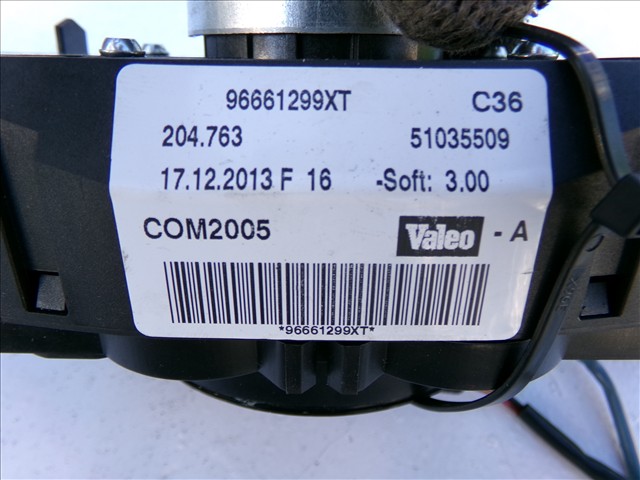 96661299XT C36
204.763 51035509
17.12.2013 F 16 -Soft: 3.00
COM2005 Valeo - A
*96661299XT*